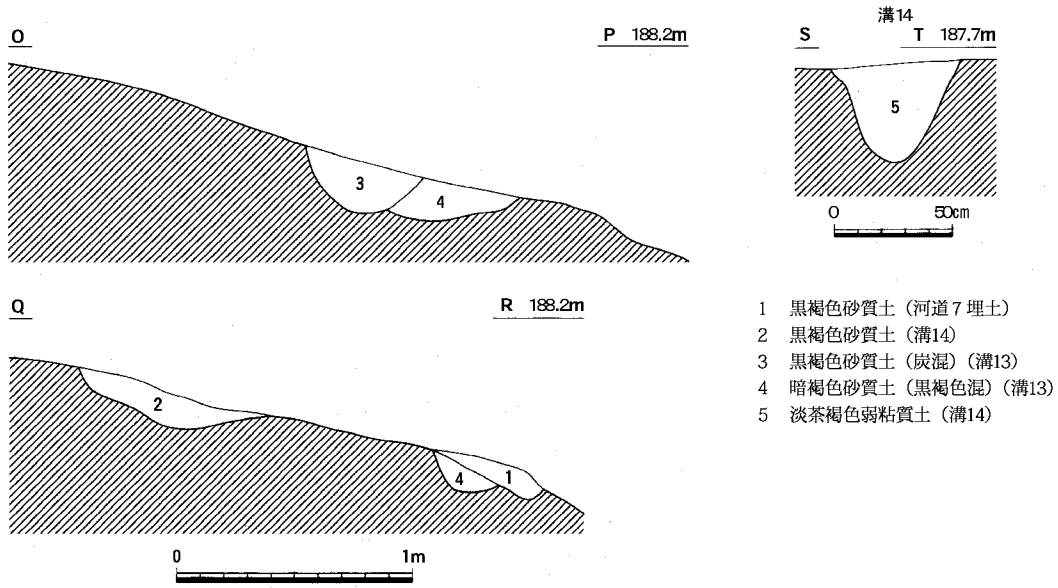 O P 188.2m
3
4
溝14
S T 187.7m
5
0 50cm
Q R 188.2m
2
4
1
0 1m
1 黒褐色砂質土（河道７埋土）
2 黒褐色砂質土（溝14）
3 黒褐色砂質土（炭混）（溝13）
4 暗褐色砂質土（黒褐色混）（溝13）
5 淡茶褐色弱粘質土（溝14）